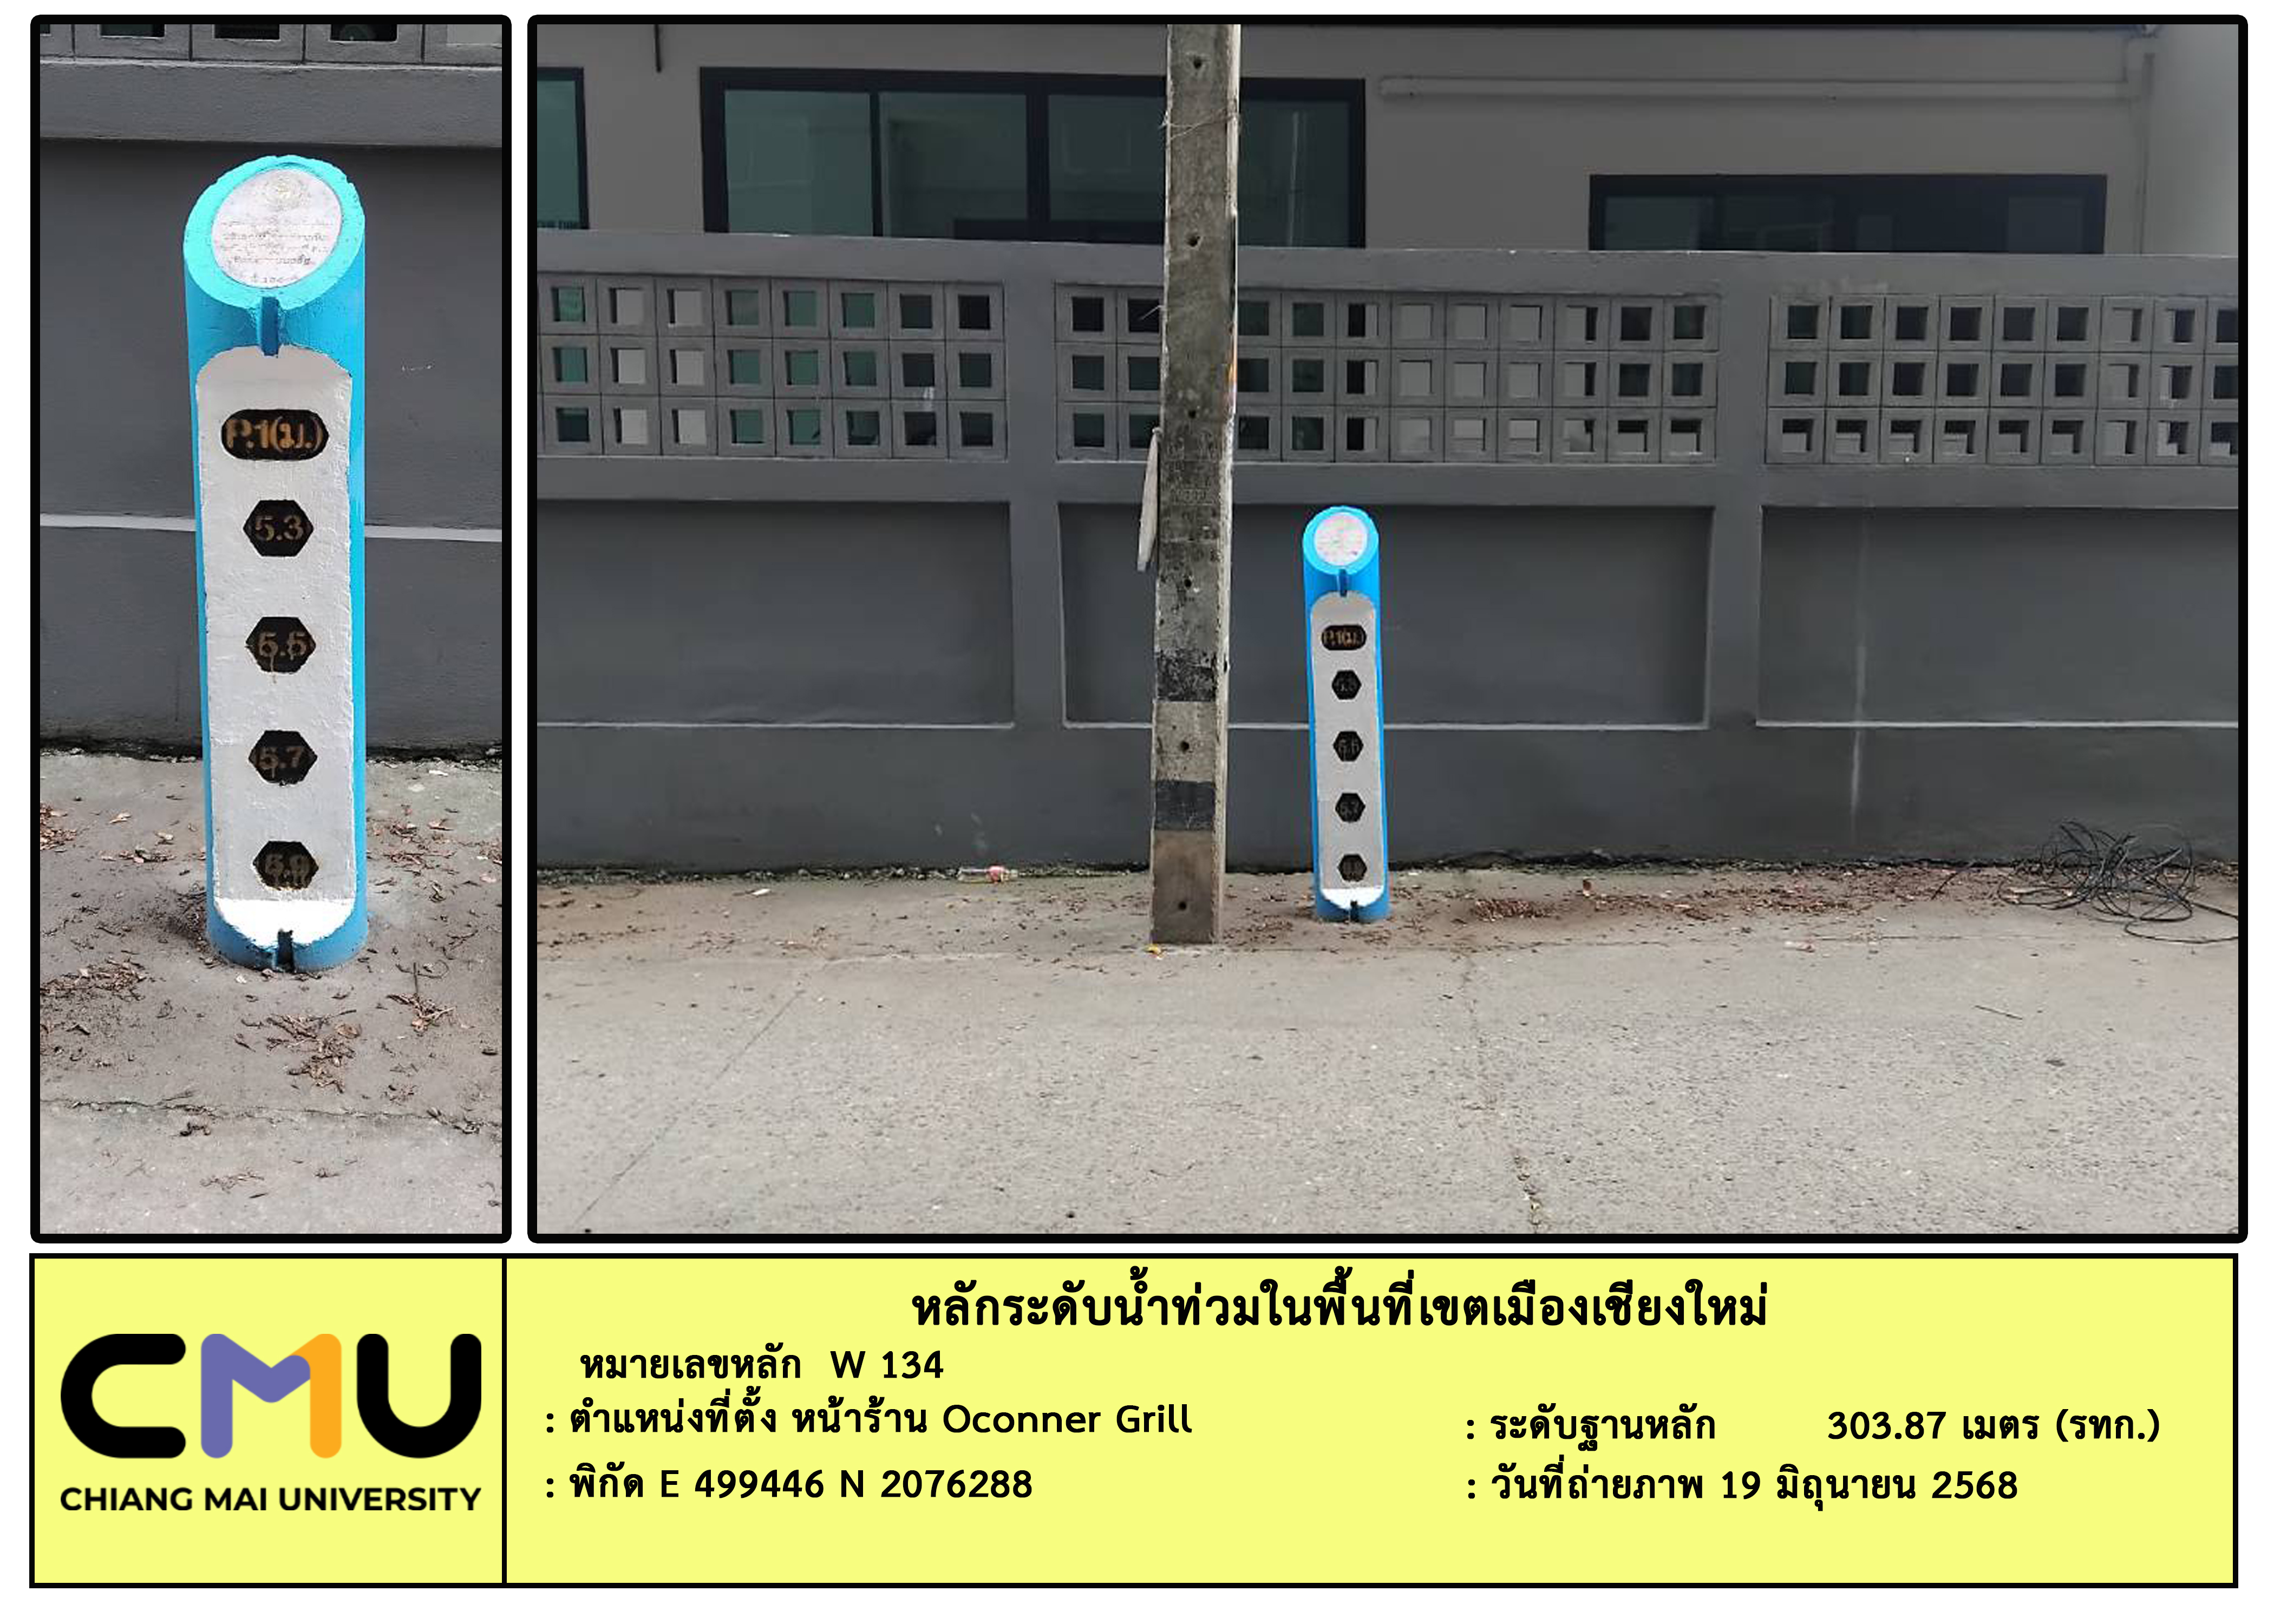 P.1(ม.)
5.3
5.5
5.7
หลักระดับน้ำท่วมในพื้นที่เขตเมืองเชียงใหม่
หมายเลขหลัก W 134
: ตำแหน่งที่ตั้ง หน้าร้าน Oconner Grill
: ระดับฐานหลัก 303.87 เมตร (รทก.)
: พิกัด E 499446 N 2076288
: วันที่ถ่ายภาพ 19 มิถุนายน 2568
CMU
CHIANG MAI UNIVERSITY